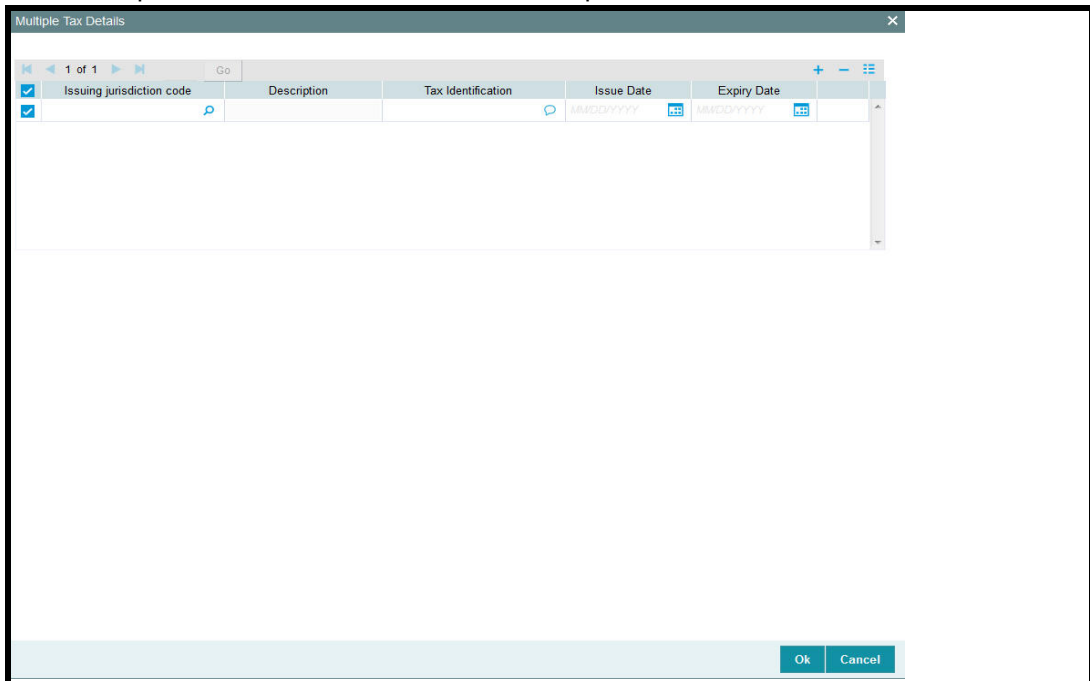 Multiple Tax Details
1 of 1 Go
Issuing jurisdiction code Description Tax Identification Issue Date Expiry Date
MM/DD/YYYY MM/DD/YYYY
Ok Cancel